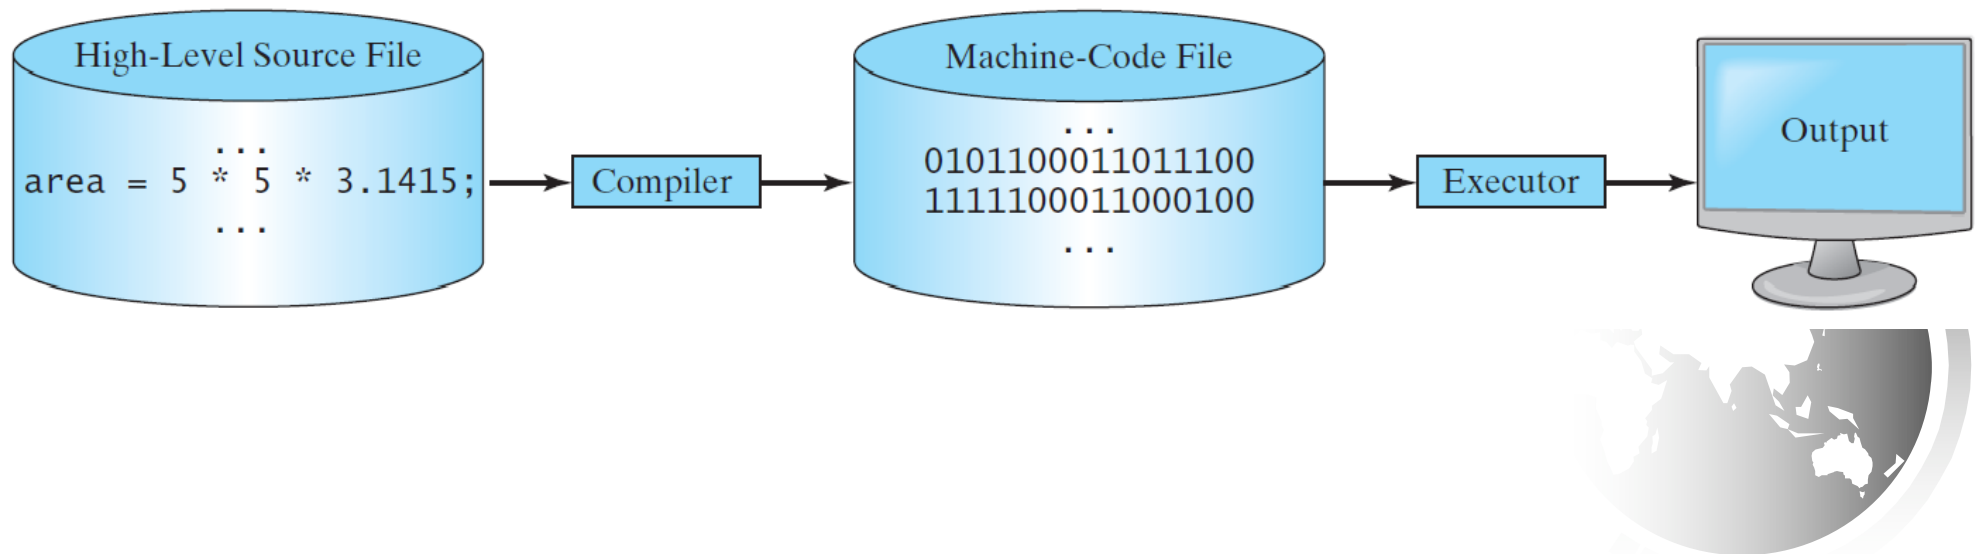 High-Level Source File
...
area = 5 * 5 * 3.1415;
...
Compiler
Machine-Code File
...
0101100011011100
1111100011000100
...
Executor
Output